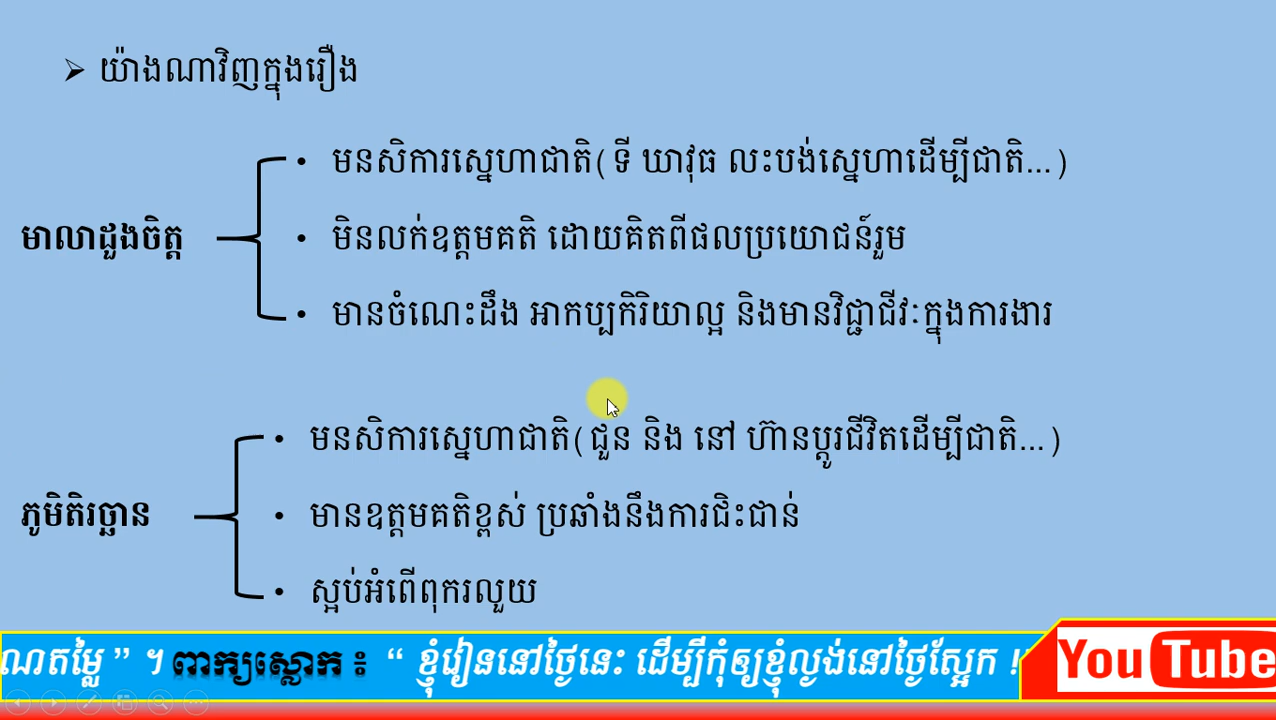 ➢ យ៉ាងណាវិញក្នុងរឿង
• មនសិការស្នេហាជាតិ(ទី ឃាវុធ លះបង់ស្នេហាដើម្បីជាតិ...)
មាលាដួងចិត្ត
• មិនលក់ឧត្តមគតិ ដោយគិតពីផលប្រយោជន៍រួម
• មានចំណេះដឹង អាកប្បកិរិយាល្អ និងមានវិជ្ជាជីវៈក្នុងការងារ
• មនសិការស្នេហាជាតិ(ជួន និង នៅ ហ៊ានប្តូរជីវិតដើម្បីជាតិ...)
ភូមិតិរច្ឆាន
• មានឧត្តមគតិខ្ពស់ ប្រឆាំងនឹងការជិះជាន់
• ស្អប់អំពើពុករលួយ
ណតម្លៃ ” ។ ពាក្យស្លោក ៖ “ ខ្ញុំរៀននៅថ្ងៃនេះ ដើម្បីកុំឲ្យខ្ញុំល្ងង់នៅថ្ងៃស្អែក !
YouTube